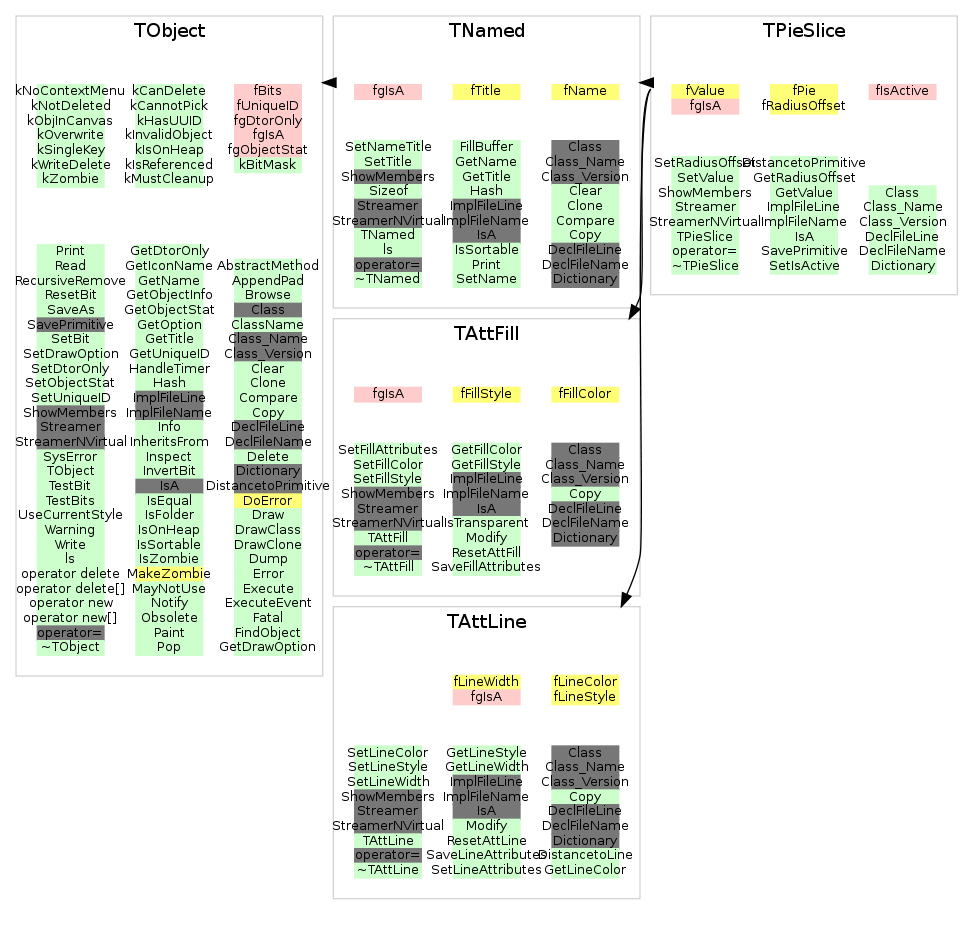 TObject
kNoContextMenu
kNotDeleted
kObjInCanvas
kOverwrite
kSingleKey
kWriteDelete
kZombie
kCanDelete
kCannotPick
kHasUUID
kInvalidObject
kIsOnHeap
kIsReferenced
kMustCleanup
fBits
fUniqueID
fgDtorOnly
fgIsA
fgObjectStat
kBitMask
Print
Read
RecursiveRemove
ResetBit
SaveAs
SavePrimitive
SetBit
SetDrawOption
SetDtorOnly
SetObjectStat
SetUniqueID
ShowMembers
Streamer
StreamerNVirtual
SysError
TObject
TestBit
TestBits
UseCurrentStyle
Warning
Write
ls
operator delete
operator delete[]
operator new
operator new[]
operator=
~TObject
GetDtorOnly
GetIconName
GetName
GetObjectInfo
GetObjectStat
GetOption
GetTitle
GetUniqueID
HandleTimer
Hash
ImplFileLine
ImplFileName
Info
InheritsFrom
Inspect
InvertBit
IsA
IsEqual
IsFolder
IsOnHeap
IsSortable
IsZombie
MakeZombie
MayNotUse
Notify
Obsolete
Paint
Pop
AbstractMethod
AppendPad
Browse
Class
ClassName
Class_Name
Class_Version
Clear
Clone
Compare
Copy
DeclFileLine
DeclFileName
Delete
Dictionary
DistancetoPrimitive
DoError
Draw
DrawClass
DrawClone
Dump
Error
Execute
ExecuteEvent
Fatal
FindObject
GetDrawOption
TNamed
fgIsA
fTitle
fName
SetNameTitle
SetTitle
ShowMembers
Sizeof
Streamer
StreamerNVirtual
TNamed
ls
operator=
~TNamed
FillBuffer
GetName
GetTitle
Hash
ImplFileLine
ImplFileName
IsA
IsSortable
Print
SetName
Class
Class_Name
Class_Version
Clear
Clone
Compare
Copy
DeclFileLine
DeclFileName
Dictionary
TPieSlice
fValue
fgIsA
fPie
fRadiusOffset
fIsActive
SetRadiusOffset
SetValue
ShowMembers
Streamer
StreamerNVirtual
TPieSlice
operator=
~TPieSlice
DistancetoPrimitive
GetRadiusOffset
GetValue
ImplFileLine
ImplFileName
IsA
SavePrimitive
SetIsActive
Class
Class_Name
Class_Version
DeclFileLine
DeclFileName
Dictionary
TAttFill
fgIsA
fFillStyle
fFillColor
SetFillAttributes
SetFillColor
SetFillStyle
ShowMembers
Streamer
StreamerNVirtual
TAttFill
operator=
~TAttFill
GetFillColor
GetFillStyle
ImplFileLine
ImplFileName
IsA
IsTransparent
Modify
ResetAttFill
SaveFillAttributes
Class
Class_Name
Class_Version
Copy
DeclFileLine
DeclFileName
Dictionary
TAttLine
fLineWidth
fgIsA
fLineColor
fLineStyle
SetLineColor
SetLineStyle
SetLineWidth
ShowMembers
Streamer
StreamerNVirtual
TAttLine
operator=
~TAttLine
GetLineStyle
GetLineWidth
ImplFileLine
ImplFileName
IsA
Modify
ResetAttLine
SaveLineAttributes
SetLineAttributes
Class
Class_Name
Class_Version
Copy
DeclFileLine
DeclFileName
Dictionary
DistancetoLine
GetLineColor